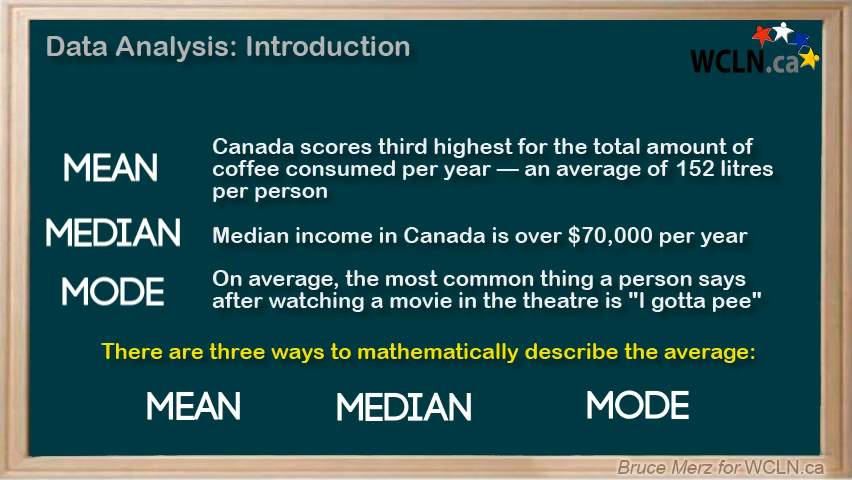 Data Analysis: Introduction
WCLN.ca
MEAN
Canada scores third highest for the total amount of
coffee consumed per year — an average of 152 litres
per person
MEDIAN
Median income in Canada is over $70,000 per year
MODE
On average, the most common thing a person says
after watching a movie in the theatre is "I gotta pee"
There are three ways to mathematically describe the average:
MEAN MEDIAN MODE
Bruce Merz for WCLN.ca